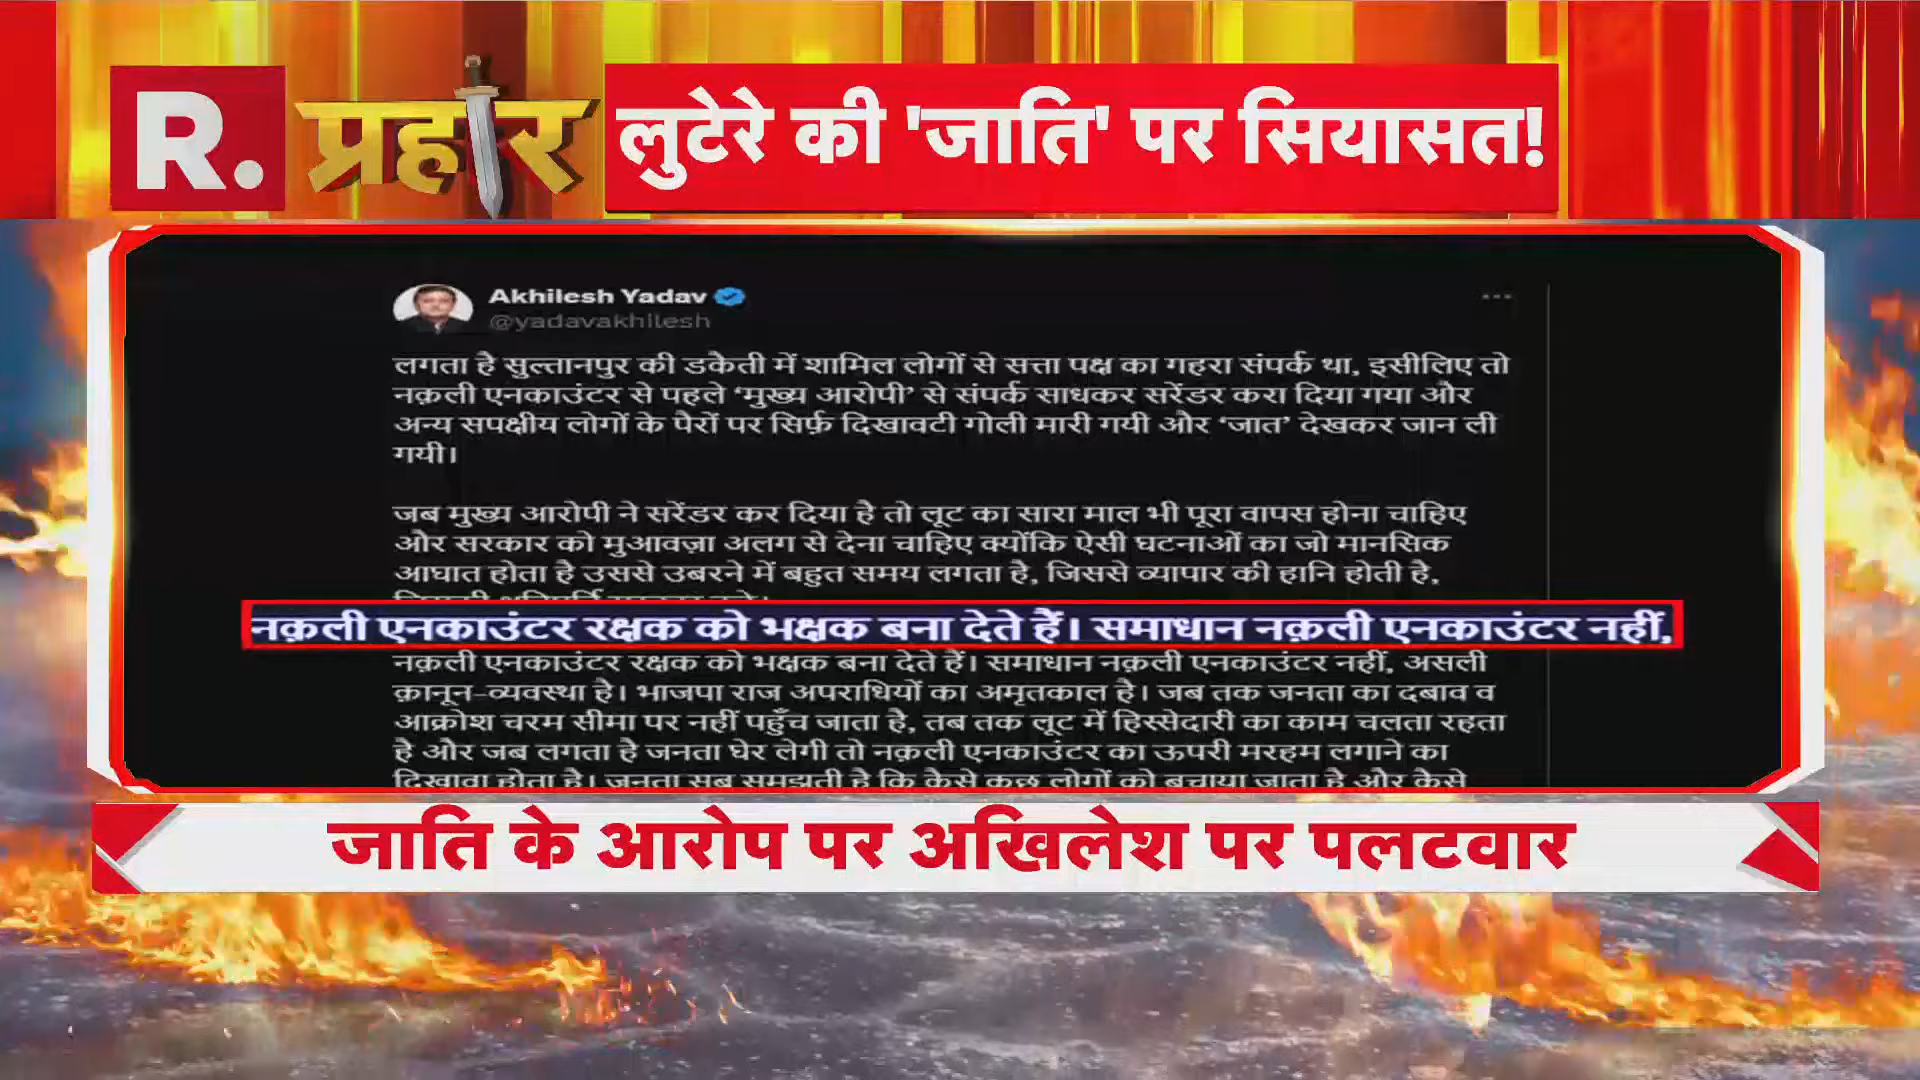 R. प्रहार
लुटेरे की 'जाति' पर सियासत!
Akhilesh Yadav
@yadavakhilesh
लगता है सुल्तानपुर की डकैती में शामिल लोगों से सत्ता पक्ष का गहरा संपर्क था, इसीलिए तो
नक़ली एनकाउंटर से पहले ‘मुख्य आरोपी’ से संपर्क साधकर सरेंडर करा दिया गया और
अन्य सपक्षीय लोगों के पैरों पर सिर्फ़ दिखावटी गोली मारी गयी और ‘जात’ देखकर जान ली
गयी।
जब मुख्य आरोपी ने सरेंडर कर दिया है तो लूट का सारा माल भी पूरा वापस होना चाहिए
और सरकार को मुआवज़ा अलग से देना चाहिए क्योंकि ऐसी घटनाओं का जो मानसिक
आघात होता है उससे उबरने में बहुत समय लगता है, जिससे व्यापार की हानि होती है,
नक़ली एनकाउंटर रक्षक को भक्षक बना देते हैं। समाधान नक़ली एनकाउंटर नहीं,
नक़ली एनकाउंटर रक्षक को भक्षक बना देते हैं। समाधान नक़ली एनकाउंटर नहीं, असली
क़ानून-व्यवस्था है। भाजपा राज अपराधियों का अमृतकाल है। जब तक जनता का दबाव व
आक्रोश चरम सीमा पर नहीं पहुँच जाता है, तब तक लूट में हिस्सेदारी का काम चलता रहता
है और जब लगता है जनता घेर लेगी तो नक़ली एनकाउंटर का ऊपरी मरहम लगाने का
दिखावा होता है। जनता सब समझती है कि कैसे कुछ लोगों को बचाया जाता है और कैसे
जाति के आरोप पर अखिलेश पर पलटवार